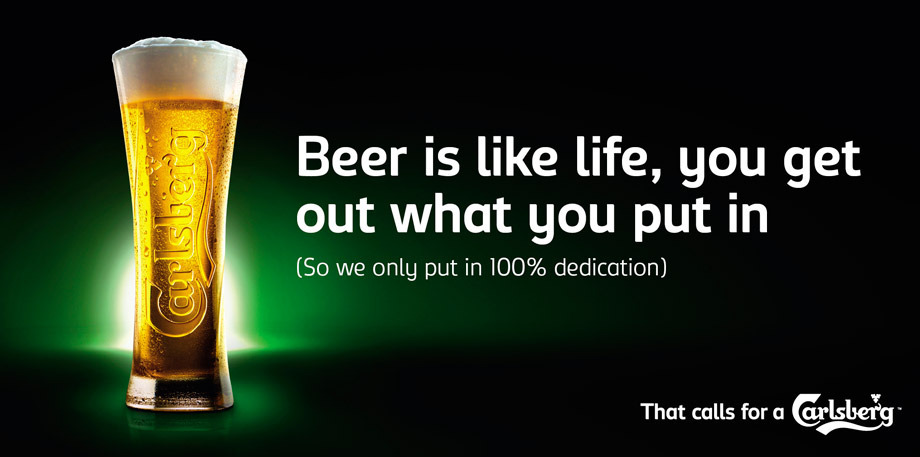 Carlsberg
Beer is like life, you get
out what you put in
(So we only put in 100% dedication)
That calls for a Carlsberg™